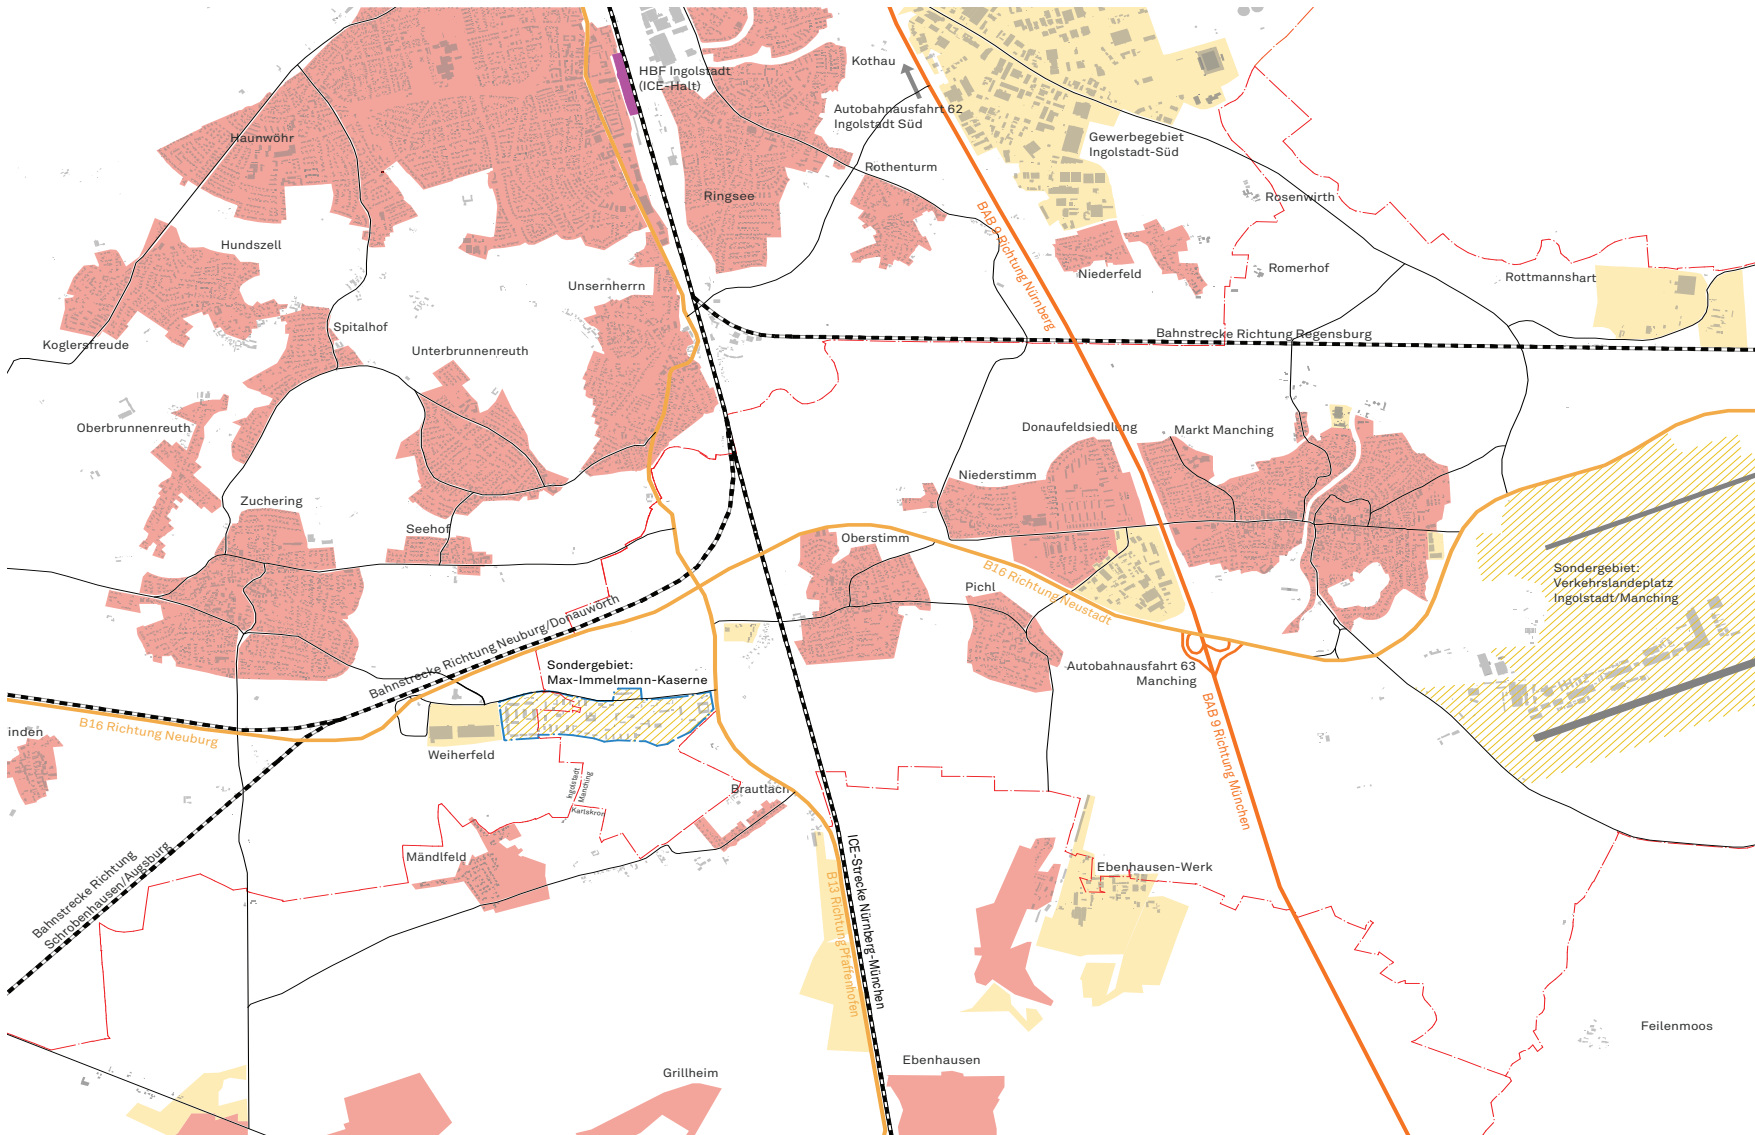 Kothau
HBF Ingolstadt
(ICE-Halt)
Autobahnausfahrt 62
Ingolstadt Süd
Haunwöhr
Gewerbegebiet
Ingolstadt-Süd
Rothenturm
Ringsee
Rosenwirth
BAB 9 Richtung Nürnberg
Hundszell
Niederfeld
Romerhof
Rottmannshart
Unsernherrn
Spitalhof
Koglersfreude
Unterbrunnenreuth
Bahnstrecke Richtung Regensburg
Oberbrunnenreuth
Donaufeldsiedlung
Markt Manching
Niederstimm
Zuchering
Seehof
Oberstimm
B16 Richtung Neustadt
Pichl
Sondergebiet:
Verkehrslandeplatz
Ingolstadt/Manching
Bahnstrecke Richtung Neuburg/Donauwörth
Sondergebiet:
Max-Immelmann-Kaserne
Autobahnausfahrt 63
Manching
B16 Richtung Neuburg
inden
Weiherfeld
BAB 9 Richtung München
Ingolstadt
Manching
Karlskron
Brautlach
Mändlfeld
Ebenhausen-Werk
Bahnstrecke Richtung
Schrobenhausen/Augsburg
ICE-Strecke Nürnberg-München
B13 Richtung Pfaffenhofen
Feilenmoos
Ebenhausen
Grillheim